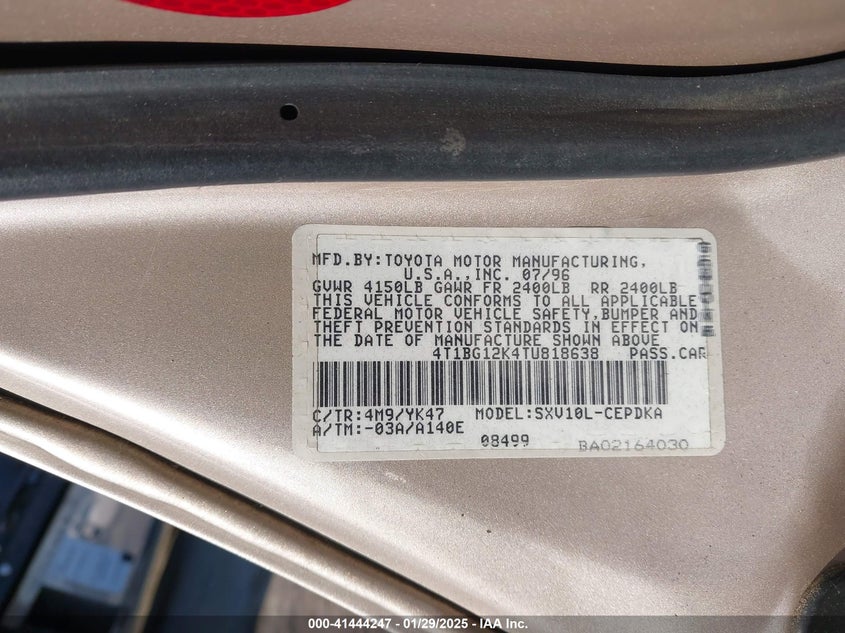 MFD.BY:TOYOTA MOTOR MANUFACTURING,
U.S.A.,INC. 07/96
GVWR 4150LB GAWR FR 2400LB RR 2400LB
THIS VEHICLE CONFORMS TO ALL APPLICABLE
FEDERAL MOTOR VEHICLE SAFETY,BUMPER AND
THEFT PREVENTION STANDARDS IN EFFECT ON
THE DATE OF MANUFACTURE SHOWN ABOVE
4T1BG12K4TU818638 PASS.CAR
C/TR:4M9/YK47 MODEL:SXV10L-CEPDKA
A/TM:-03A/A140E
08499 BA02164030
000-41444247 - 01/29/2025 - IAA Inc.